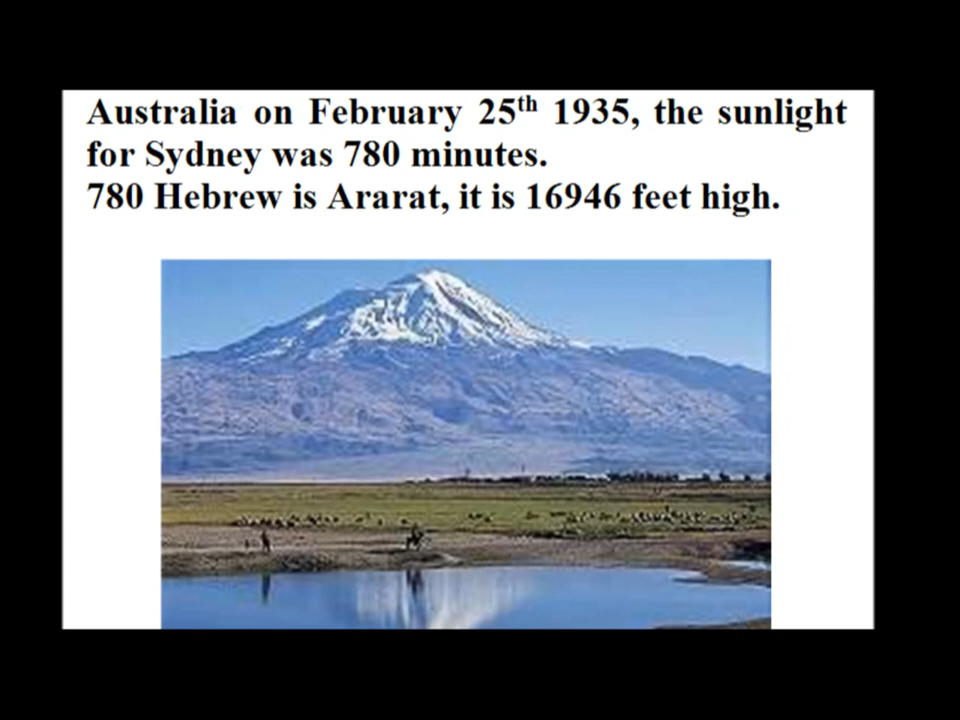 Australia on February 25th 1935, the sunlight
for Sydney was 780 minutes.
780 Hebrew is Ararat, it is 16946 feet high.